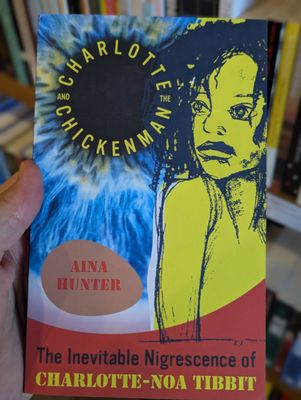 CHARLOTTE
AND THE
CHICKENMAN
AINA
HUNTER
The Inevitable Nigrescence of
CHARLOTTE-NOA TIBBIT